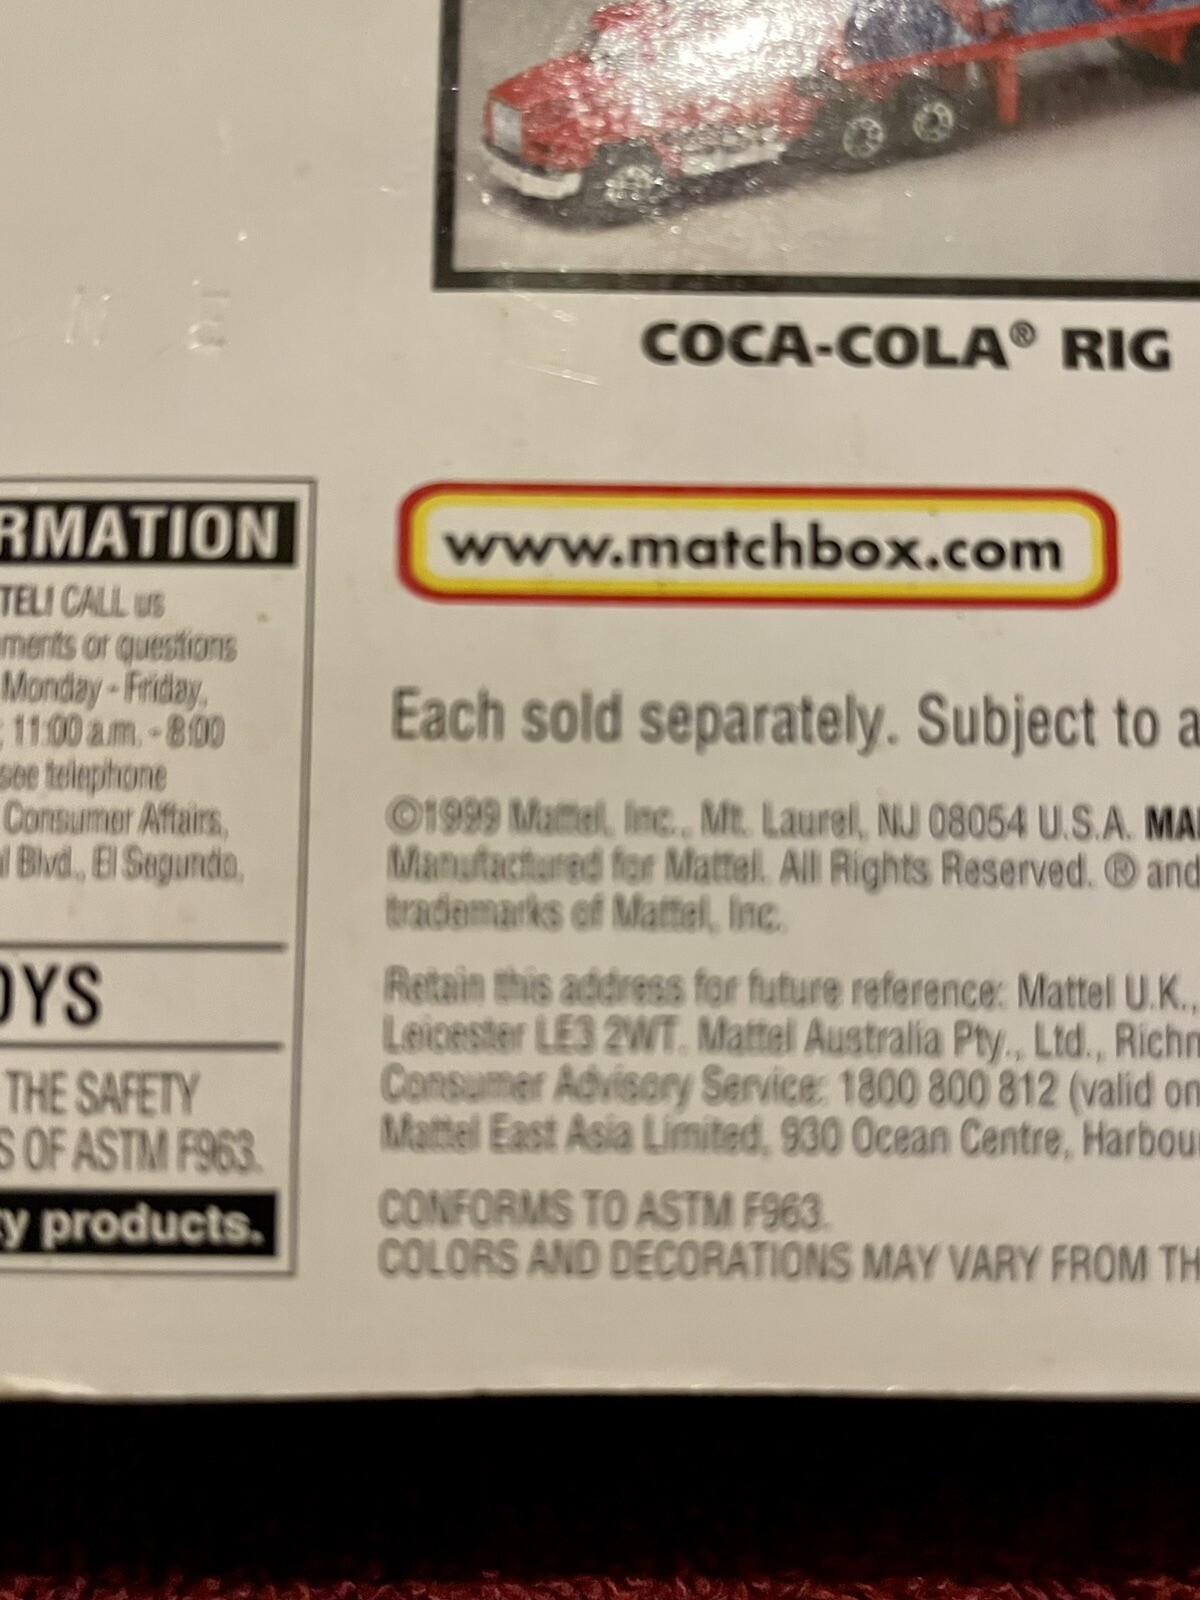 COCA-COLA® RIG
RMATION
TEL! CALL us
ments or questions
Monday - Friday,
; 11:00 a.m. - 8:00
see telephone
Consumer Affairs,
l Blvd., El Segundo,
OYS
THE SAFETY
S OF ASTM F963.
y products.
www.matchbox.com
Each sold separately. Subject to a
©1999 Mattel, Inc., Mt. Laurel, NJ 08054 U.S.A. MA
Manufactured for Mattel. All Rights Reserved. ® and
trademarks of Mattel, Inc.
Retain this address for future reference: Mattel U.K.,
Leicester LE3 2WT. Mattel Australia Pty., Ltd., Richm
Consumer Advisory Service: 1800 800 812 (valid on
Mattel East Asia Limited, 930 Ocean Centre, Harbou
CONFORMS TO ASTM F963.
COLORS AND DECORATIONS MAY VARY FROM TH